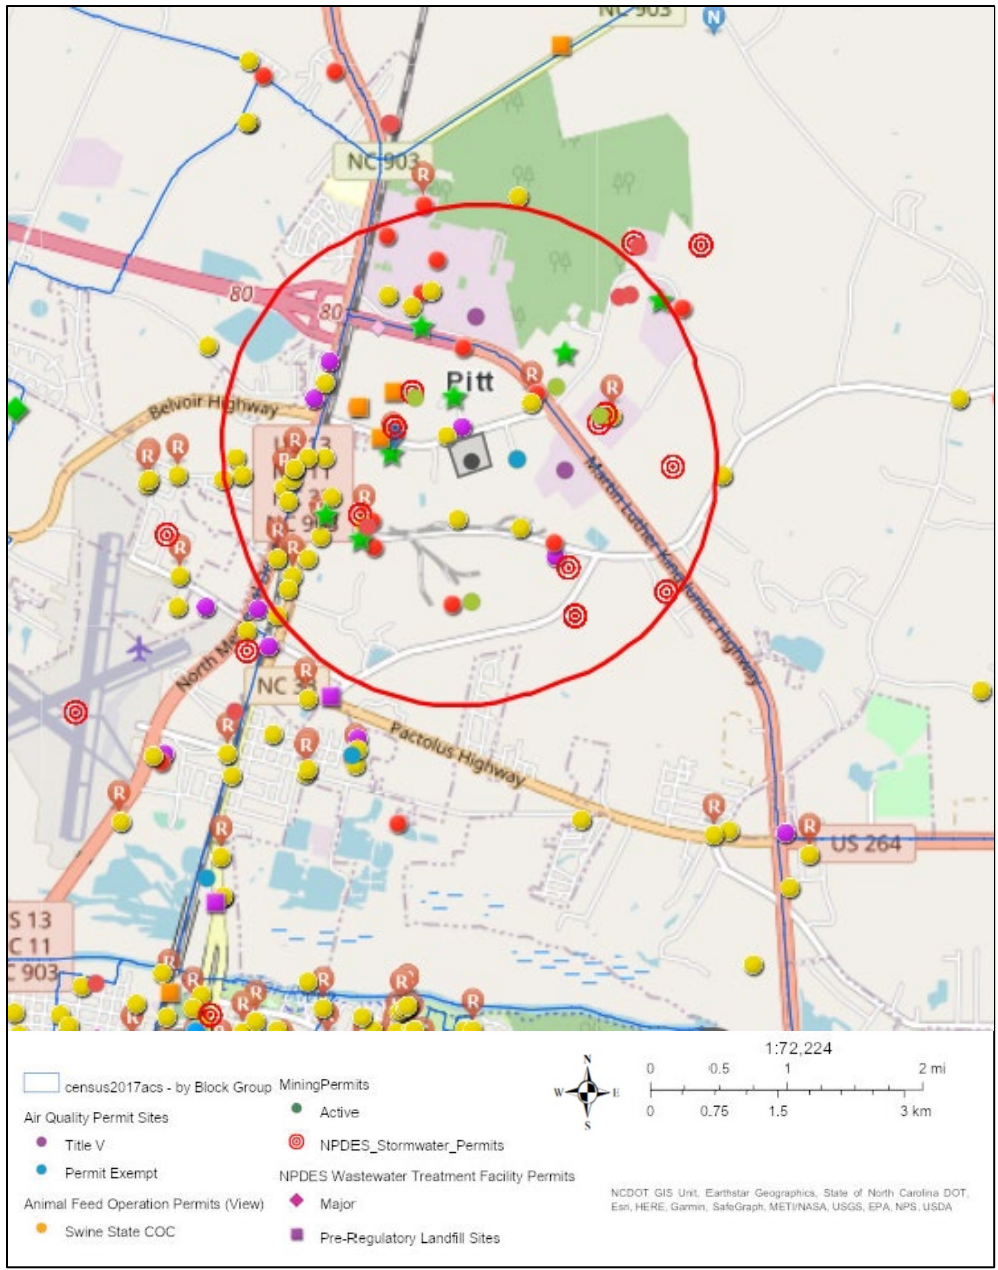 NC 903
N
NC 903
R
80
80
Pitt
R
R
Belvoir Highway
R
R
R
R
R
NC 903
R
R
R
Martin Luther King Junior Highway
R
NC 33
R
R
R
Pactolus Highway
R
R
R
R
US 264
S 13
C 11
C 903
R
R
R
R
R
R
R
R
R
census2017acs - by Block Group
Air Quality Permit Sites
Title V
Permit Exempt
Animal Feed Operation Permits (View)
Swine State COC
MiningPermits
Active
NPDES_Stormwater_Permits
NPDES Wastewater Treatment Facility Permits
Major
Pre-Regulatory Landfill Sites
N
W E
S
1:72,224
0 0.5 1 2 mi
0 0.75 1.5 3 km
NCDOT GIS Unit, Earthstar Geographics, State of North Carolina DOT,
Esri, HERE, Garmin, SafeGraph, METI/NASA, USGS, EPA, NPS, USDA